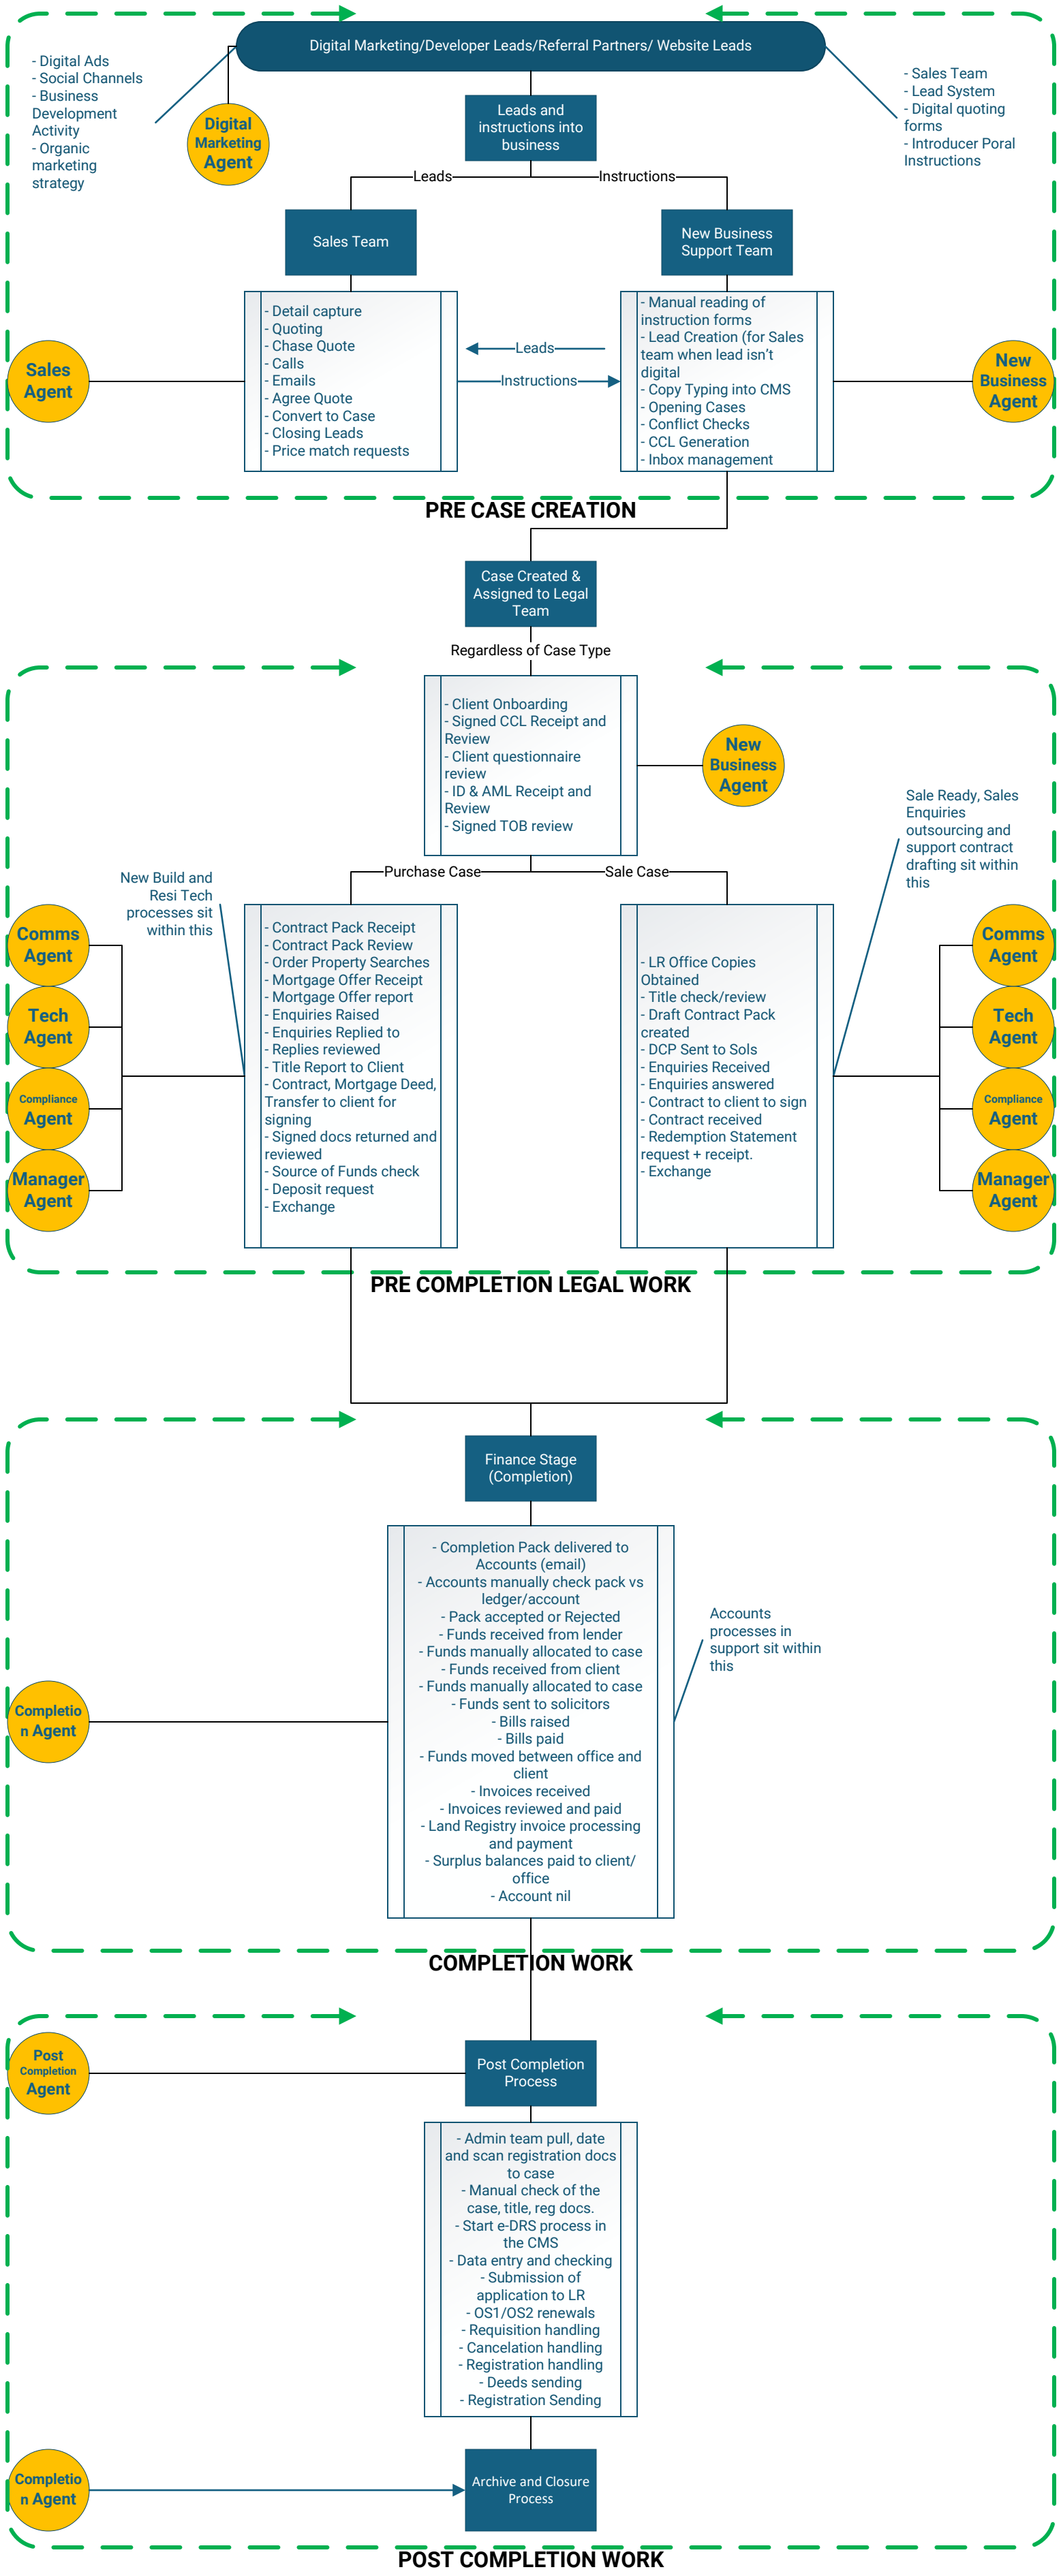 Digital Marketing/Developer Leads/Referral Partners/ Website Leads
- Digital Ads
- Social Channels
- Business
Development
Activity
- Organic
marketing
strategy
Digital
Marketing
Agent
- Sales Team
- Lead System
- Digital quoting
forms
- Introducer Poral
Instructions
Leads and
instructions into
business
Leads
Instructions
Sales Team
New Business
Support Team
Sales
Agent
- Detail capture
- Quoting
- Chase Quote
- Calls
- Emails
- Agree Quote
- Convert to Case
- Closing Leads
- Price match requests
Leads
Instructions
- Manual reading of
instruction forms
- Lead Creation (for Sales
team when lead isn't
digital
- Copy Typing into CMS
- Opening Cases
- Conflict Checks
- CCL Generation
- Inbox management
New
Business
Agent
PRE CASE CREATION
Case Created &
Assigned to Legal
Team
Regardless of Case Type
- Client Onboarding
- Signed CCL Receipt and
Review
- Client questionnaire
review
- ID & AML Receipt and
Review
- Signed TOB review
New
Business
Agent
Purchase Case
Sale Case
New Build and
Resi Tech
processes sit
within this
Sale Ready, Sales
Enquiries
outsourcing and
support contract
drafting sit within
this
Comms
Agent
Tech
Agent
Compliance
Agent
Manager
Agent
- Contract Pack Receipt
- Contract Pack Review
- Order Property Searches
- Mortgage Offer Receipt
- Mortgage Offer report
- Enquiries Raised
- Enquiries Replied to
- Replies reviewed
- Title Report to Client
- Contract, Mortgage Deed,
Transfer to client for
signing
- Signed docs returned and
reviewed
- Source of Funds check
- Deposit request
- Exchange
- LR Office Copies
Obtained
- Title check/review
- Draft Contract Pack
created
- DCP Sent to Sols
- Enquiries Received
- Enquiries answered
- Contract to client to sign
- Contract received
- Redemption Statement
request + receipt.
- Exchange
Comms
Agent
Tech
Agent
Compliance
Agent
Manager
Agent
PRE COMPLETION LEGAL WORK
Finance Stage
(Completion)
- Completion Pack delivered to
Accounts (email)
- Accounts manually check pack vs
ledger/account
- Pack accepted or Rejected
- Funds received from lender
- Funds manually allocated to case
- Funds received from client
- Funds manually allocated to case
- Funds sent to solicitors
- Bills raised
- Bills paid
- Funds moved between office and
client
- Invoices received
- Invoices reviewed and paid
- Land Registry invoice processing
and payment
- Surplus balances paid to client/
office
- Account nil
Accounts
processes in
support sit within
this
Completio
n Agent
COMPLETION WORK
Post
Completion
Agent
Post Completion
Process
- Admin team pull, date
and scan registration docs
to case
- Manual check of the
case, title, reg docs.
- Start e-DRS process in
the CMS
- Data entry and checking
- Submission of
application to LR
- OS1/OS2 renewals
- Requisition handling
- Cancelation handling
- Registration handling
- Deeds sending
- Registration Sending
Completio
n Agent
Archive and Closure
Process
POST COMPLETION WORK